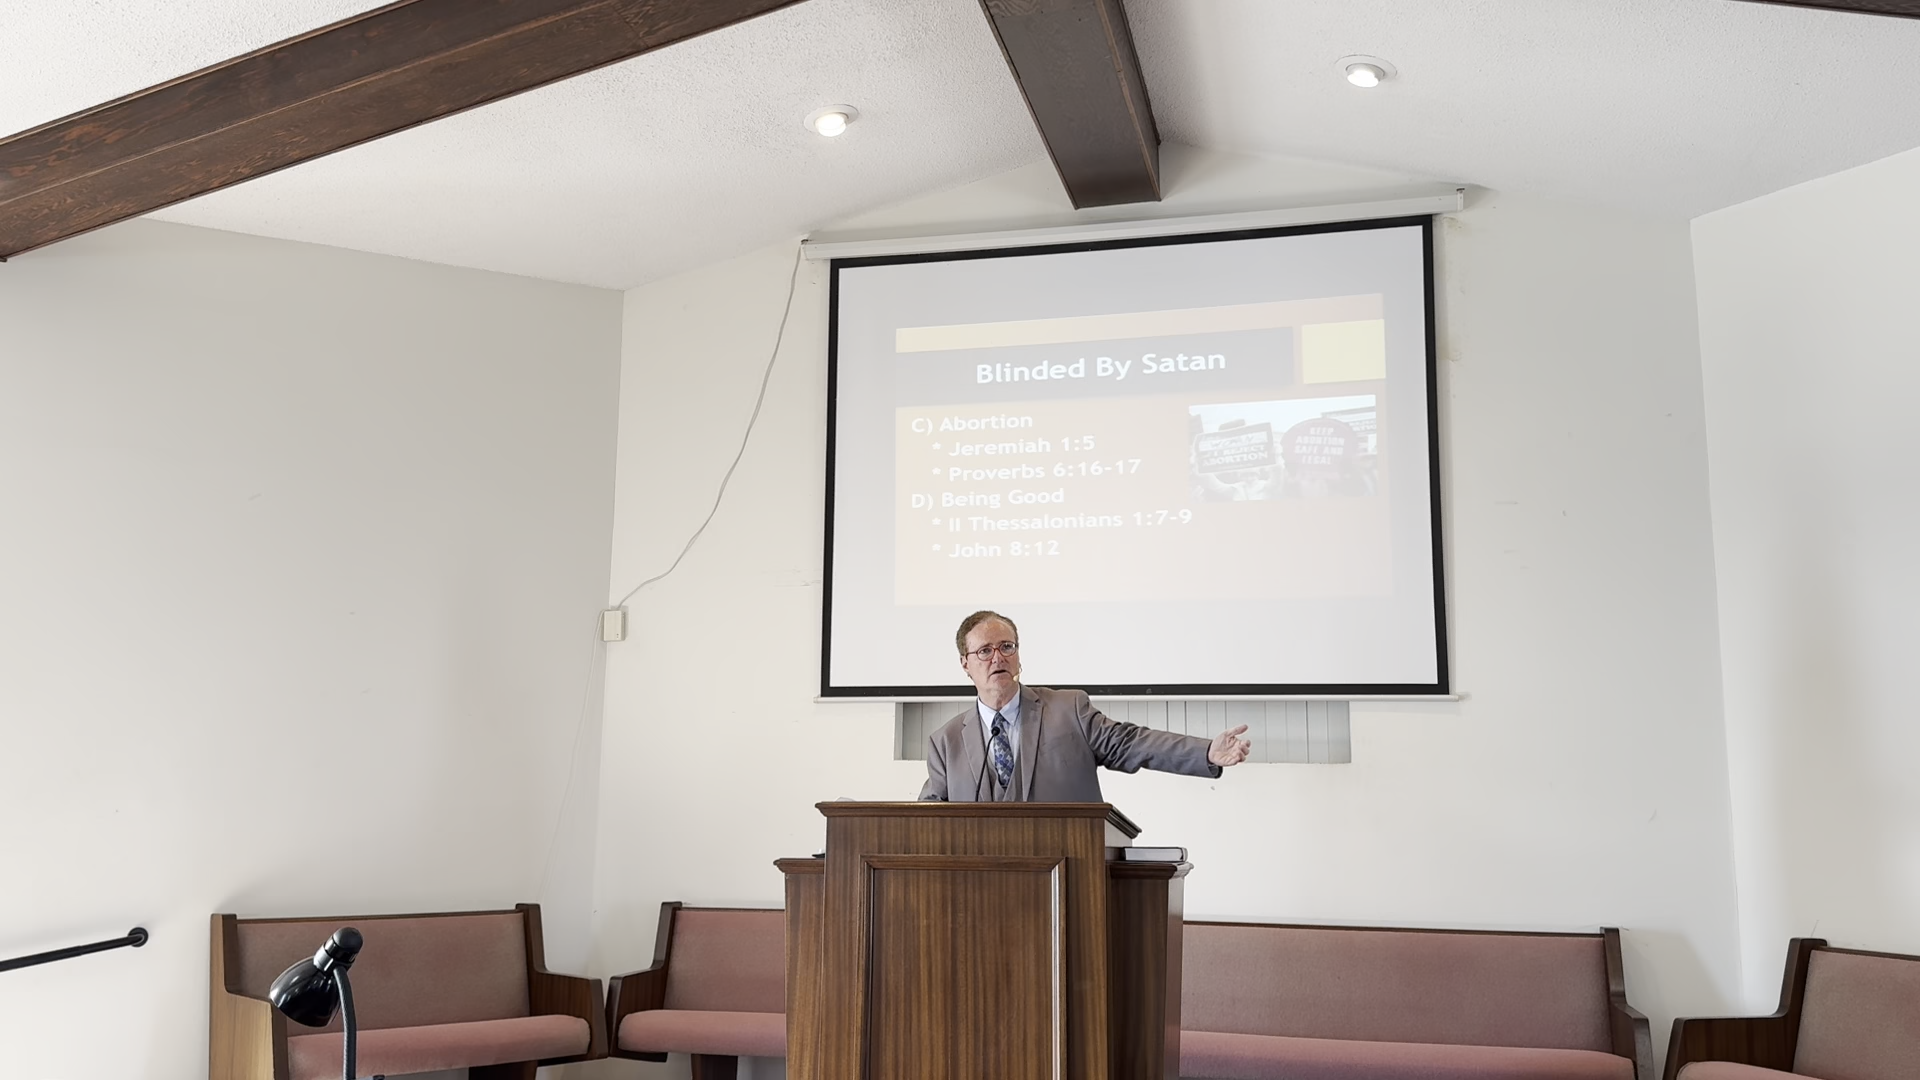 Blinded By Satan
C) Abortion
* Jeremiah 1:5
* Proverbs 6:16-17
D) Being Good
* II Thessalonians 1:7-9
* John 8:12
I REJECT
ABORTION
KEEP
ABORTION
SAFE AND
LEGAL